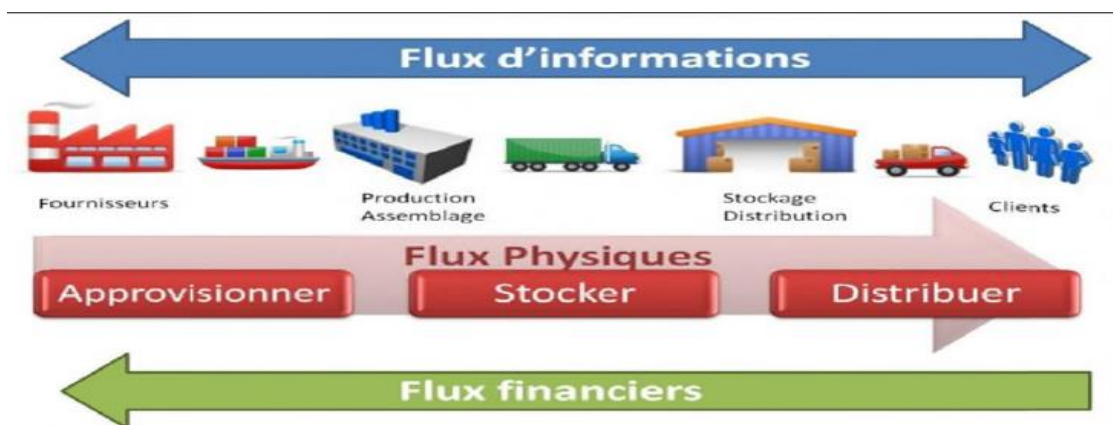 Flux d'informations
Fournisseurs
Production
Assemblage
Stockage
Distribution
Clients
Flux Physiques
Approvisionner
Stocker
Distribuer
Flux financiers